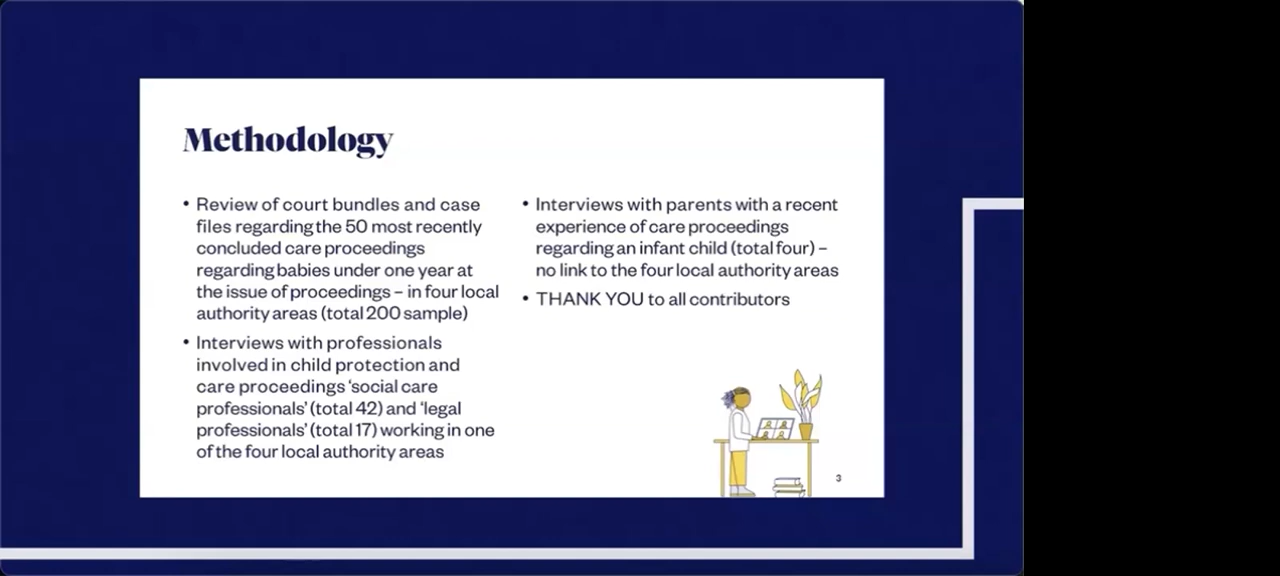 Methodology
• Review of court bundles and case
files regarding the 50 most recently
concluded care proceedings
regarding babies under one year at
the issue of proceedings – in four local
authority areas (total 200 sample)
• Interviews with professionals
involved in child protection and
care proceedings ‘social care
professionals’ (total 42) and ‘legal
professionals’ (total 17) working in one
of the four local authority areas
• Interviews with parents with a recent
experience of care proceedings
regarding an infant child (total four) –
no link to the four local authority areas
• THANK YOU to all contributors
3